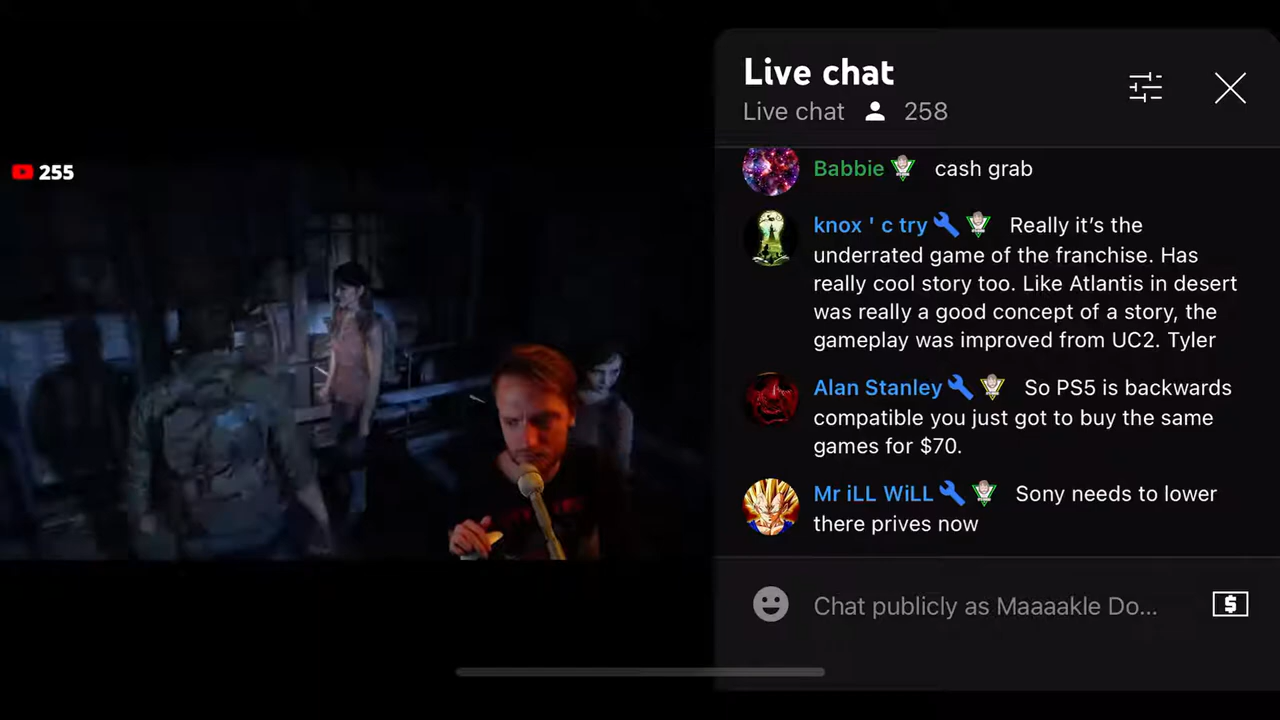 Live chat
Live chat 258
255
Babbie cash grab
knox ' c try Really it’s the
underrated game of the franchise. Has
really cool story too. Like Atlantis in desert
was really a good concept of a story, the
gameplay was improved from UC2. Tyler
Alan Stanley So PS5 is backwards
compatible you just got to buy the same
games for $70.
Mr iLL WiLL Sony needs to lower
there prives now
Chat publicly as Maaaakle Do...
$